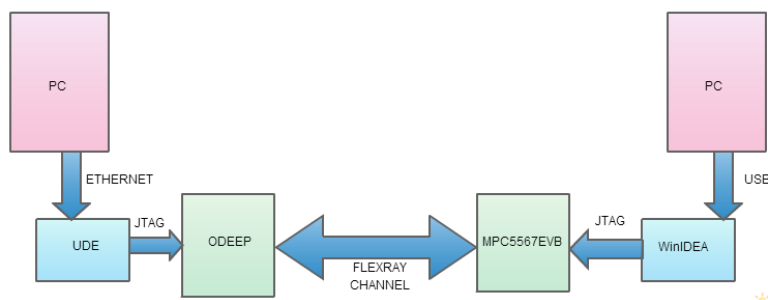 PC
PC
ETHERNET
USB
JTAG
ODEEP
MPC5567EVB
JTAG
UDE
WinIDEA
FLEXRAY
CHANNEL